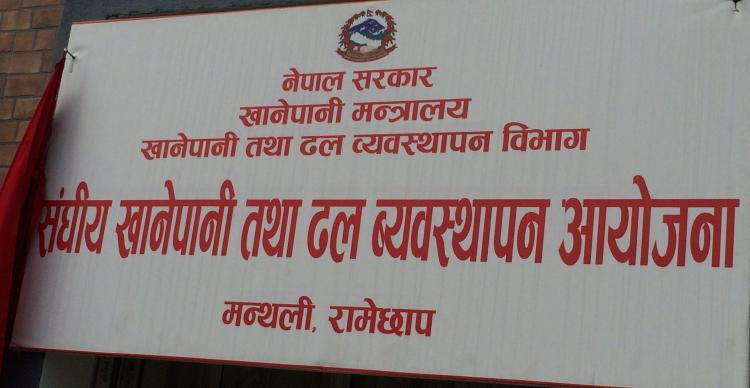 नेपाल सरकार
खानेपानी मन्त्रालय
खानेपानी तथा ढल व्यवस्थापन विभाग
संघीय खानेपानी तथा ढल ब्यवस्थापन आयोजना
मन्थली, रामेछाप